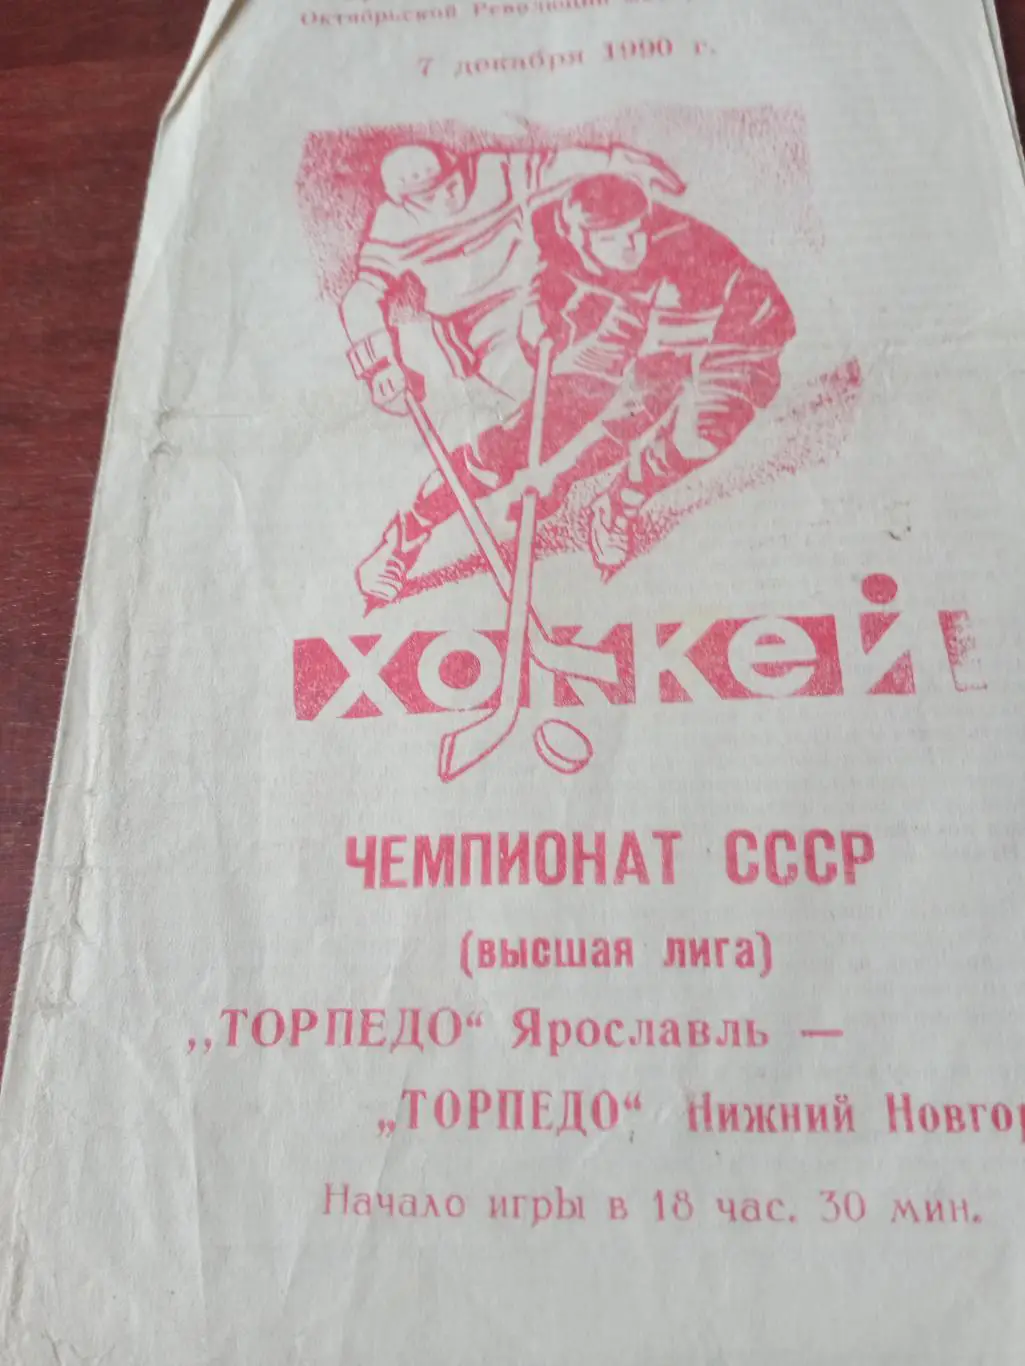 Октябрьской Революции
7 декабря 1990 г.
ХОККЕЙ
ЧЕМПИОНАТ СССР
(высшая лига)
„ТОРПЕДО“ Ярославль —
„ТОРПЕДО“ Нижний Новгор
Начало игры в 18 час. 30 мин.